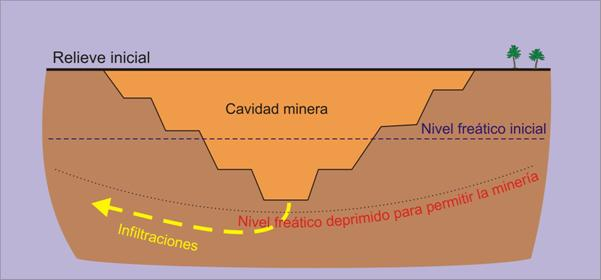 Relieve inicial
Cavidad minera
Nivel freático inicial
Nivel freático deprimido para permitir la minería
Infiltraciones